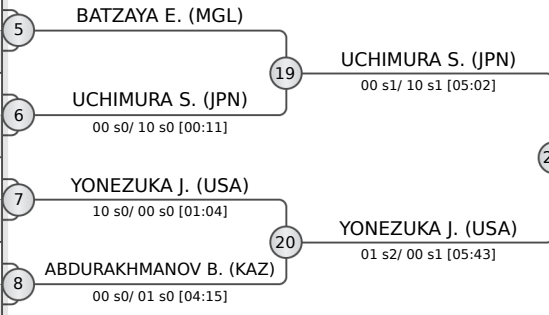 5
BATZAYA E. (MGL)
19
UCHIMURA S. (JPN)
00 s1/ 10 s1 [05:02]
6
UCHIMURA S. (JPN)
00 s0/ 10 s0 [00:11]
2
7
YONEZUKA J. (USA)
10 s0/ 00 s0 [01:04]
20
YONEZUKA J. (USA)
01 s2/ 00 s1 [05:43]
8
ABDURAKHMANOV B. (KAZ)
00 s0/ 01 s0 [04:15]